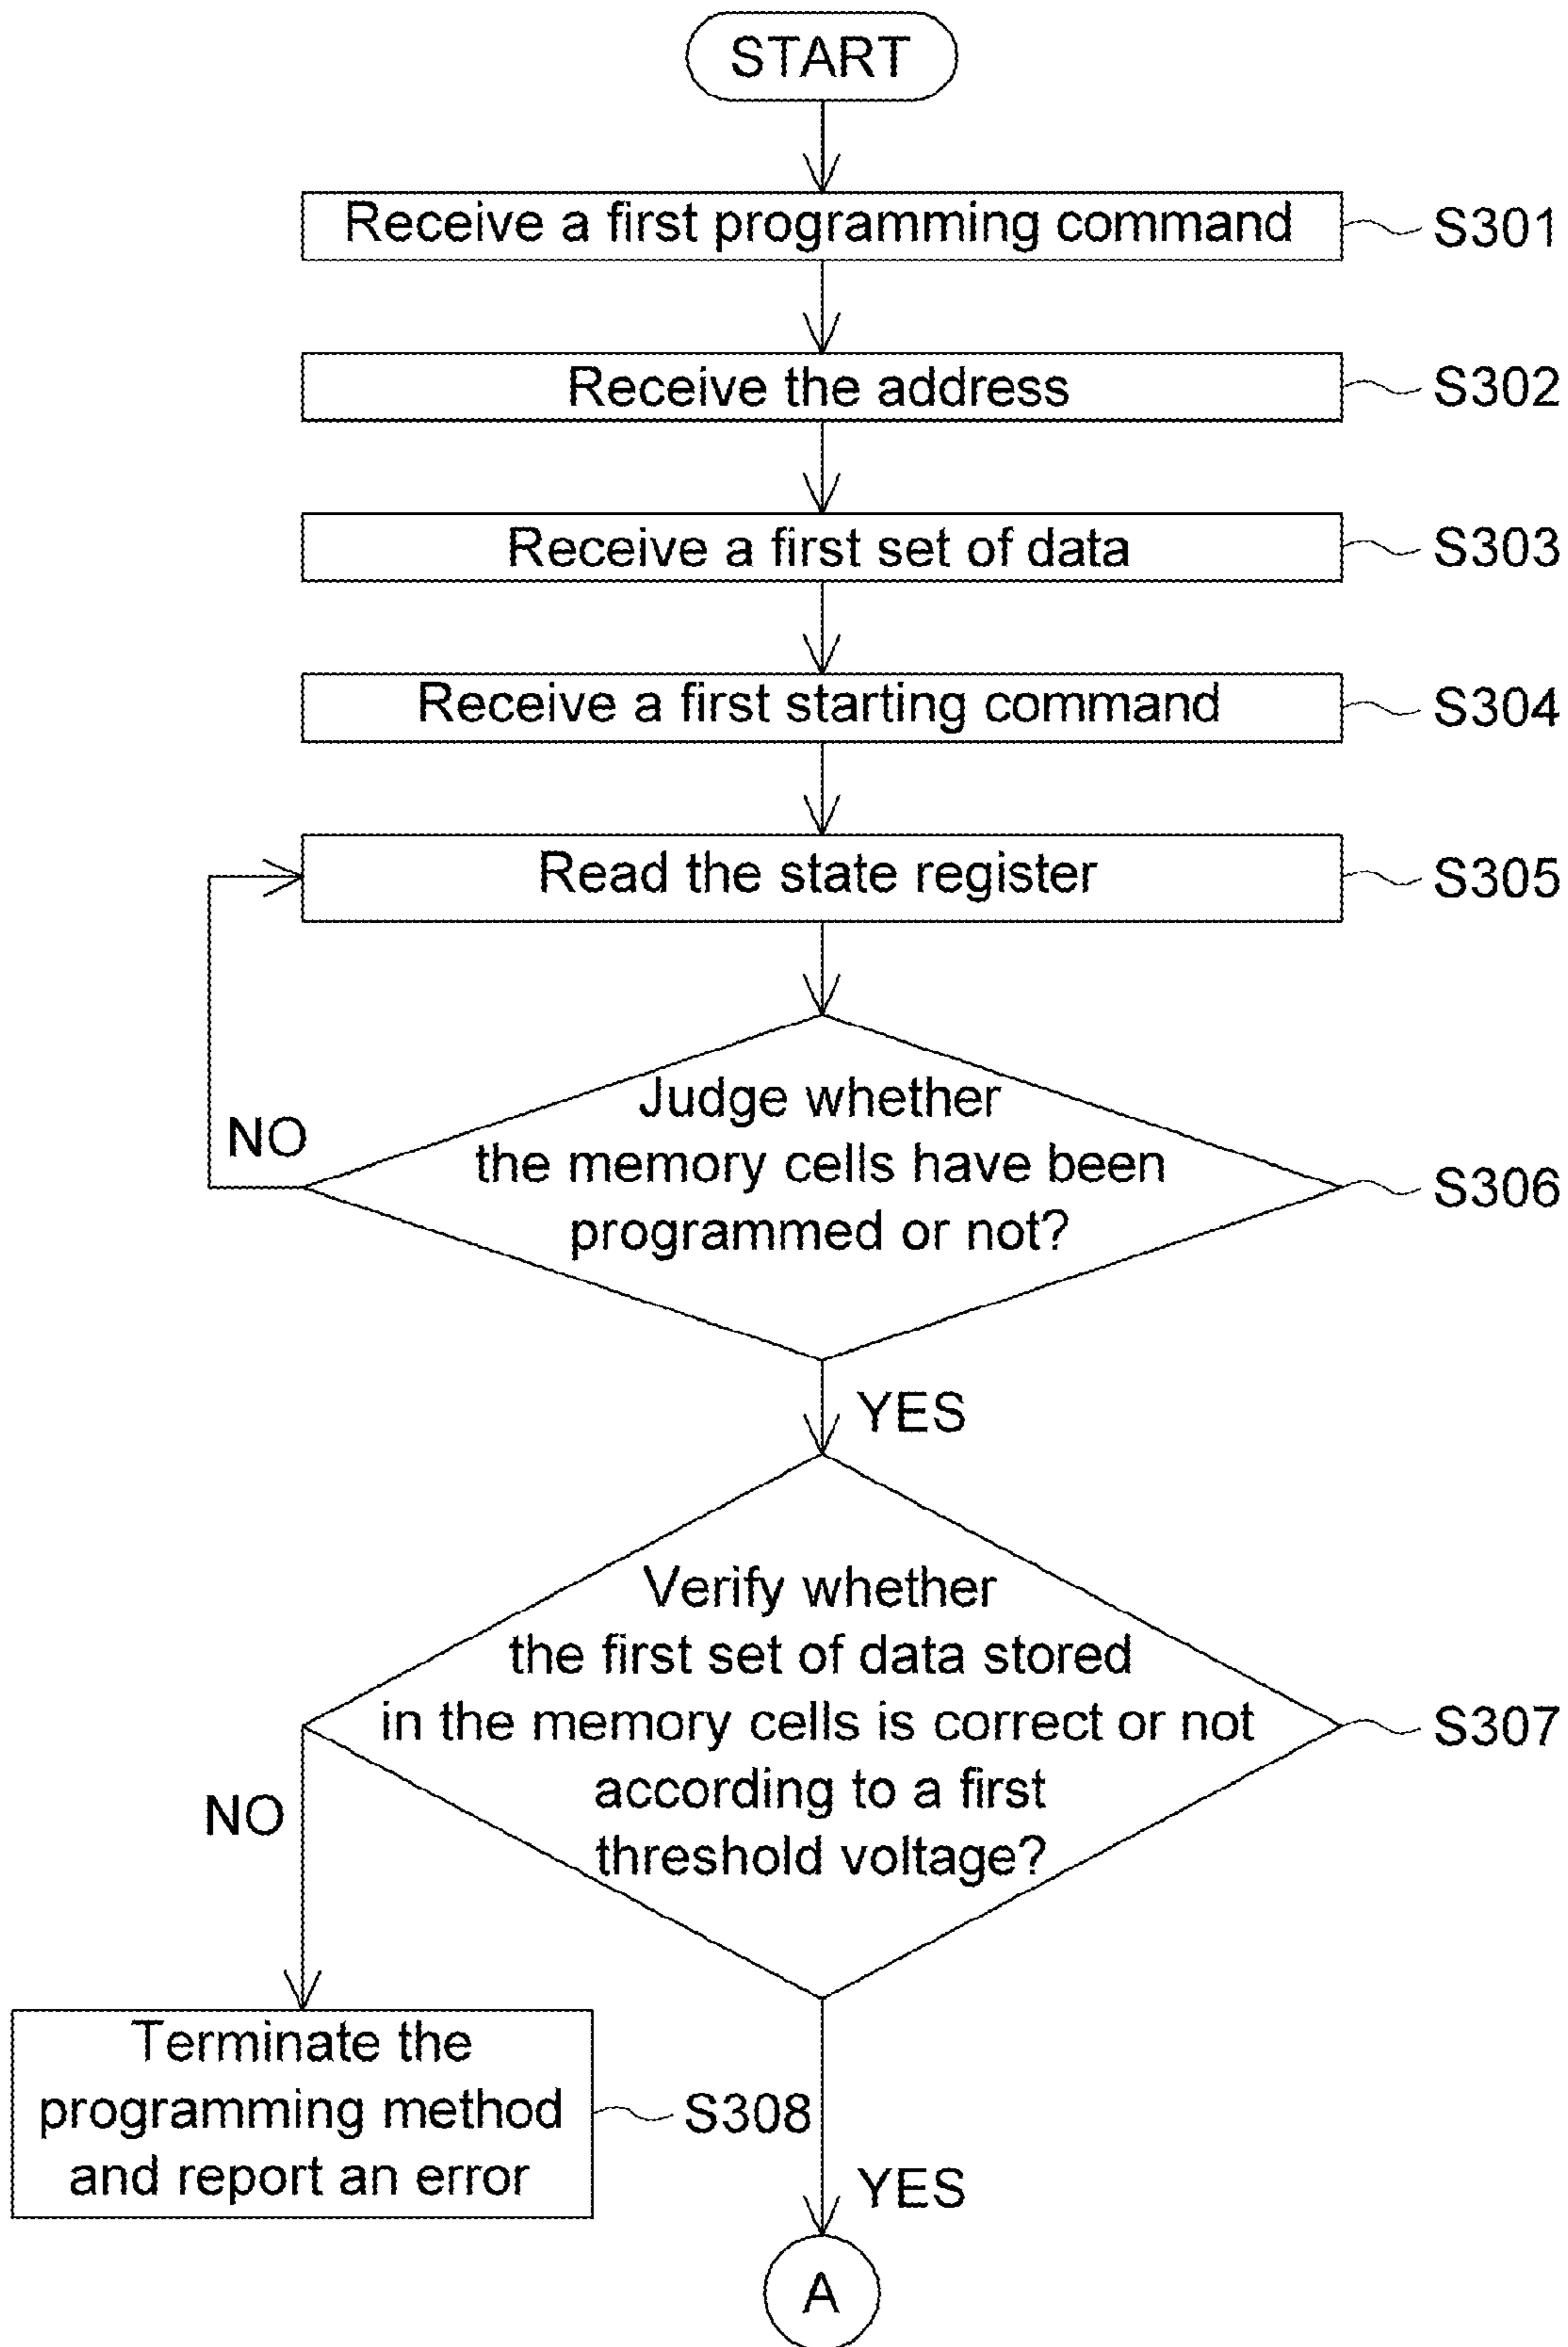 START
Receive a first programming command
S301
Receive the address
S302
Receive a first set of data
S303
Receive a first starting command
S304
Read the state register
S305
Judge whether
the memory cells have been
programmed or not?
S306
NO
YES
Verify whether
the first set of data stored
in the memory cells is correct or not
according to a first
threshold voltage?
S307
NO
Terminate the
programming method
and report an error
S308
YES
A